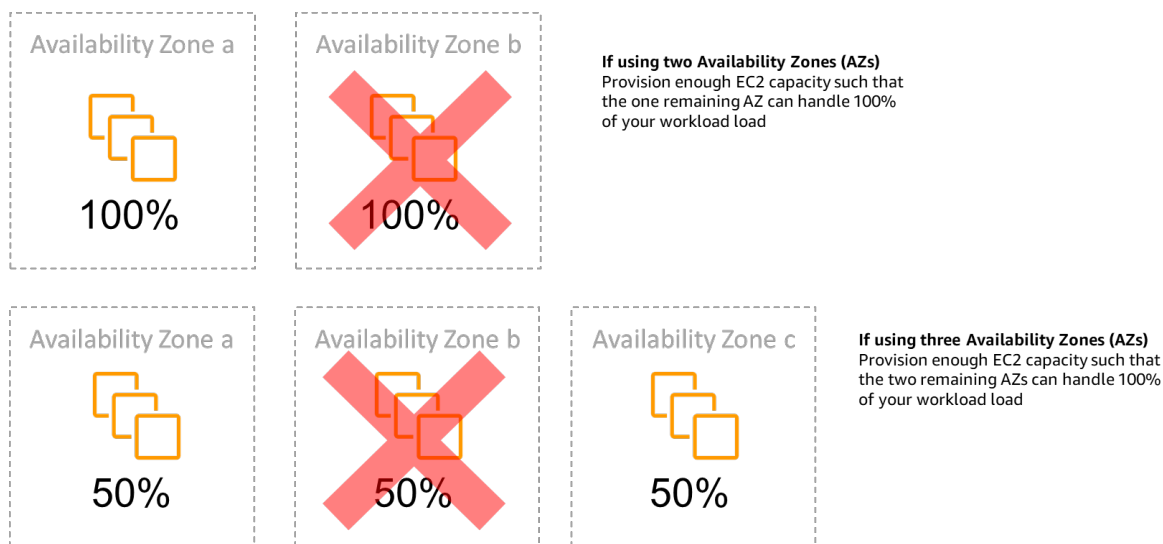 Availability Zone a
Availability Zone b
100%
100%
If using two Availability Zones (AZs)
Provision enough EC2 capacity such that
the one remaining AZ can handle 100%
of your workload load
Availability Zone a
Availability Zone b
Availability Zone c
50%
50%
50%
If using three Availability Zones (AZs)
Provision enough EC2 capacity such that
the two remaining AZs can handle 100%
of your workload load